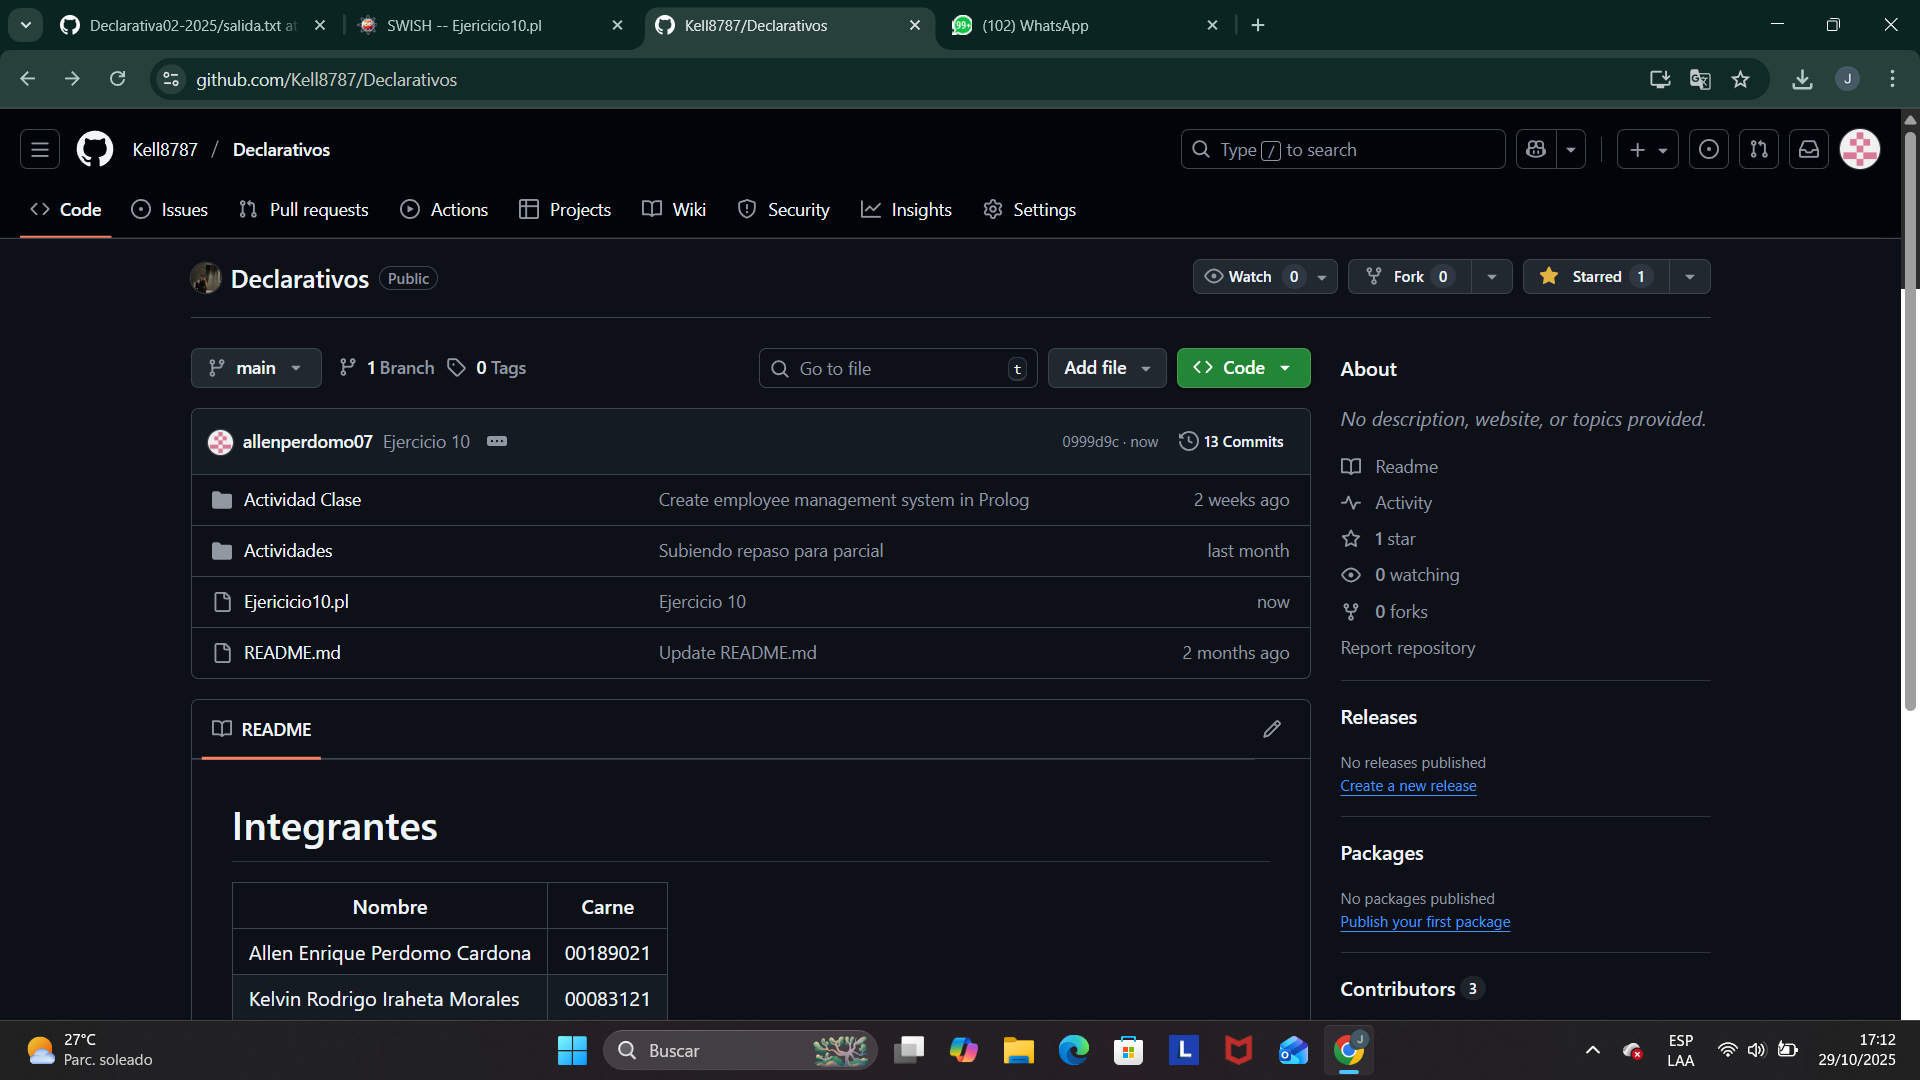 Declarativa02-2025/salida.txt at
SWISH -- Ejericicio10.pl
Kell8787/Declarativos
(102) WhatsApp
github.com/Kell8787/Declarativos
J
Kell8787 / Declarativos
Type / to search
Code
Issues
Pull requests
Actions
Projects
Wiki
Security
Insights
Settings
Declarativos
Public
Watch 0
Fork 0
Starred 1
main
1 Branch
0 Tags
Go to file
t
Add file
Code
allenperdomo07 Ejercicio 10
0999d9c · now
13 Commits
Actividad Clase
Create employee management system in Prolog
2 weeks ago
Actividades
Subiendo repaso para parcial
last month
Ejericicio10.pl
Ejercicio 10
now
README.md
Update README.md
2 months ago
README
Integrantes
Nombre Carne
Allen Enrique Perdomo Cardona 00189021
Kelvin Rodrigo Iraheta Morales 00083121
About
No description, website, or topics provided.
Readme
Activity
1 star
0 watching
0 forks
Report repository
Releases
No releases published
Create a new release
Packages
No packages published
Publish your first package
Contributors 3
27°C
Parc. soleado
Buscar
L
J
ESP
LAA
17:12
29/10/2025